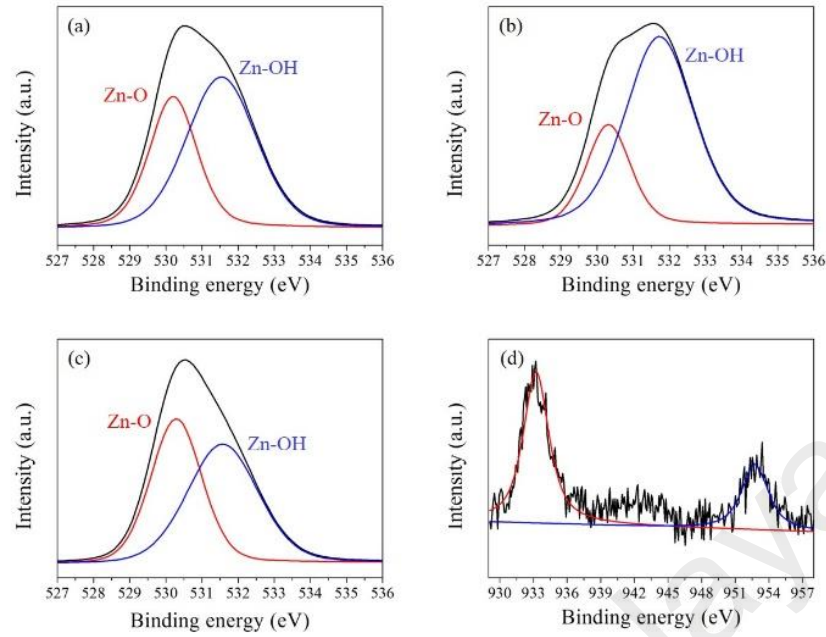 (a)
Zn-O
Zn-OH
Intensity (a.u.)
527 528 529 530 531 532 533 534 535 536
Binding energy (eV)
(b)
Zn-O
Zn-OH
Intensity (a.u.)
527 528 529 530 531 532 533 534 535 536
Binding energy (eV)
(c)
Zn-O
Zn-OH
Intensity (a.u.)
527 528 529 530 531 532 533 534 535 536
Binding energy (eV)
(d)
Intensity (a.u.)
930 933 936 939 942 945 948 951 954 957
Binding energy (eV)